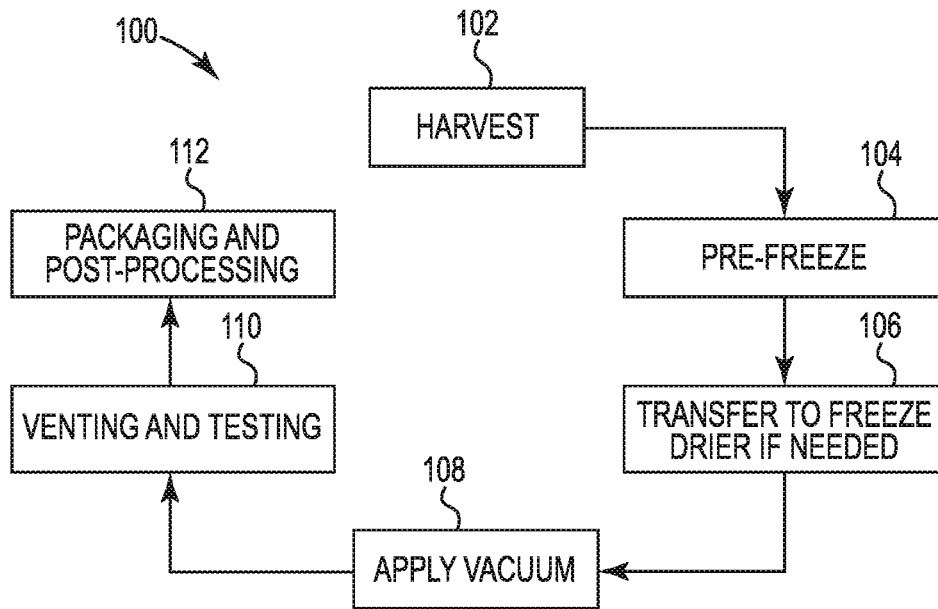 100
102
HARVEST
104
PRE-FREEZE
106
TRANSFER TO FREEZE
DRIER IF NEEDED
108
APPLY VACUUM
110
VENTING AND TESTING
112
PACKAGING AND
POST-PROCESSING